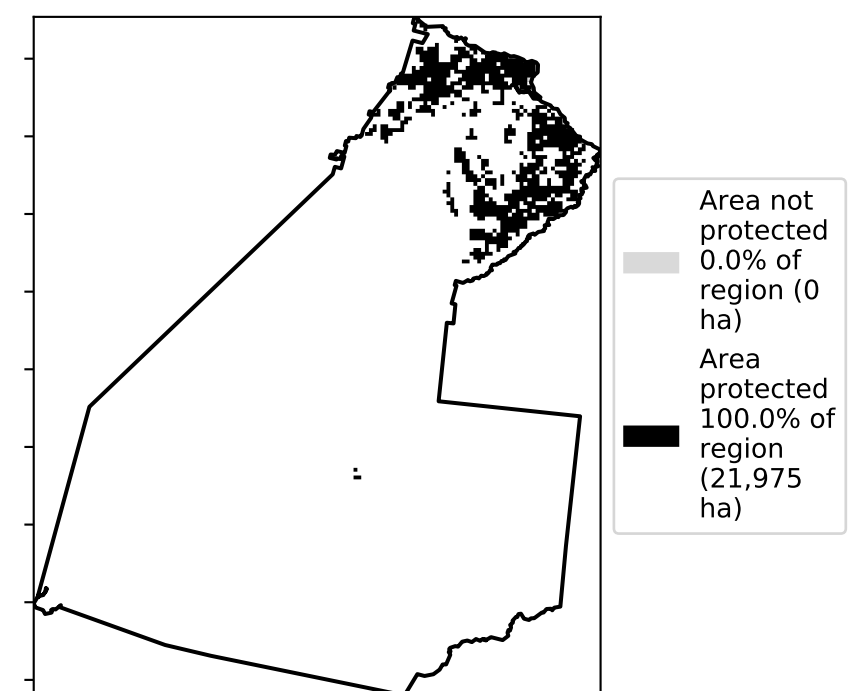 Area not
protected
0.0% of
region (0
ha)
Area
protected
100.0% of
region
(21,975
ha)